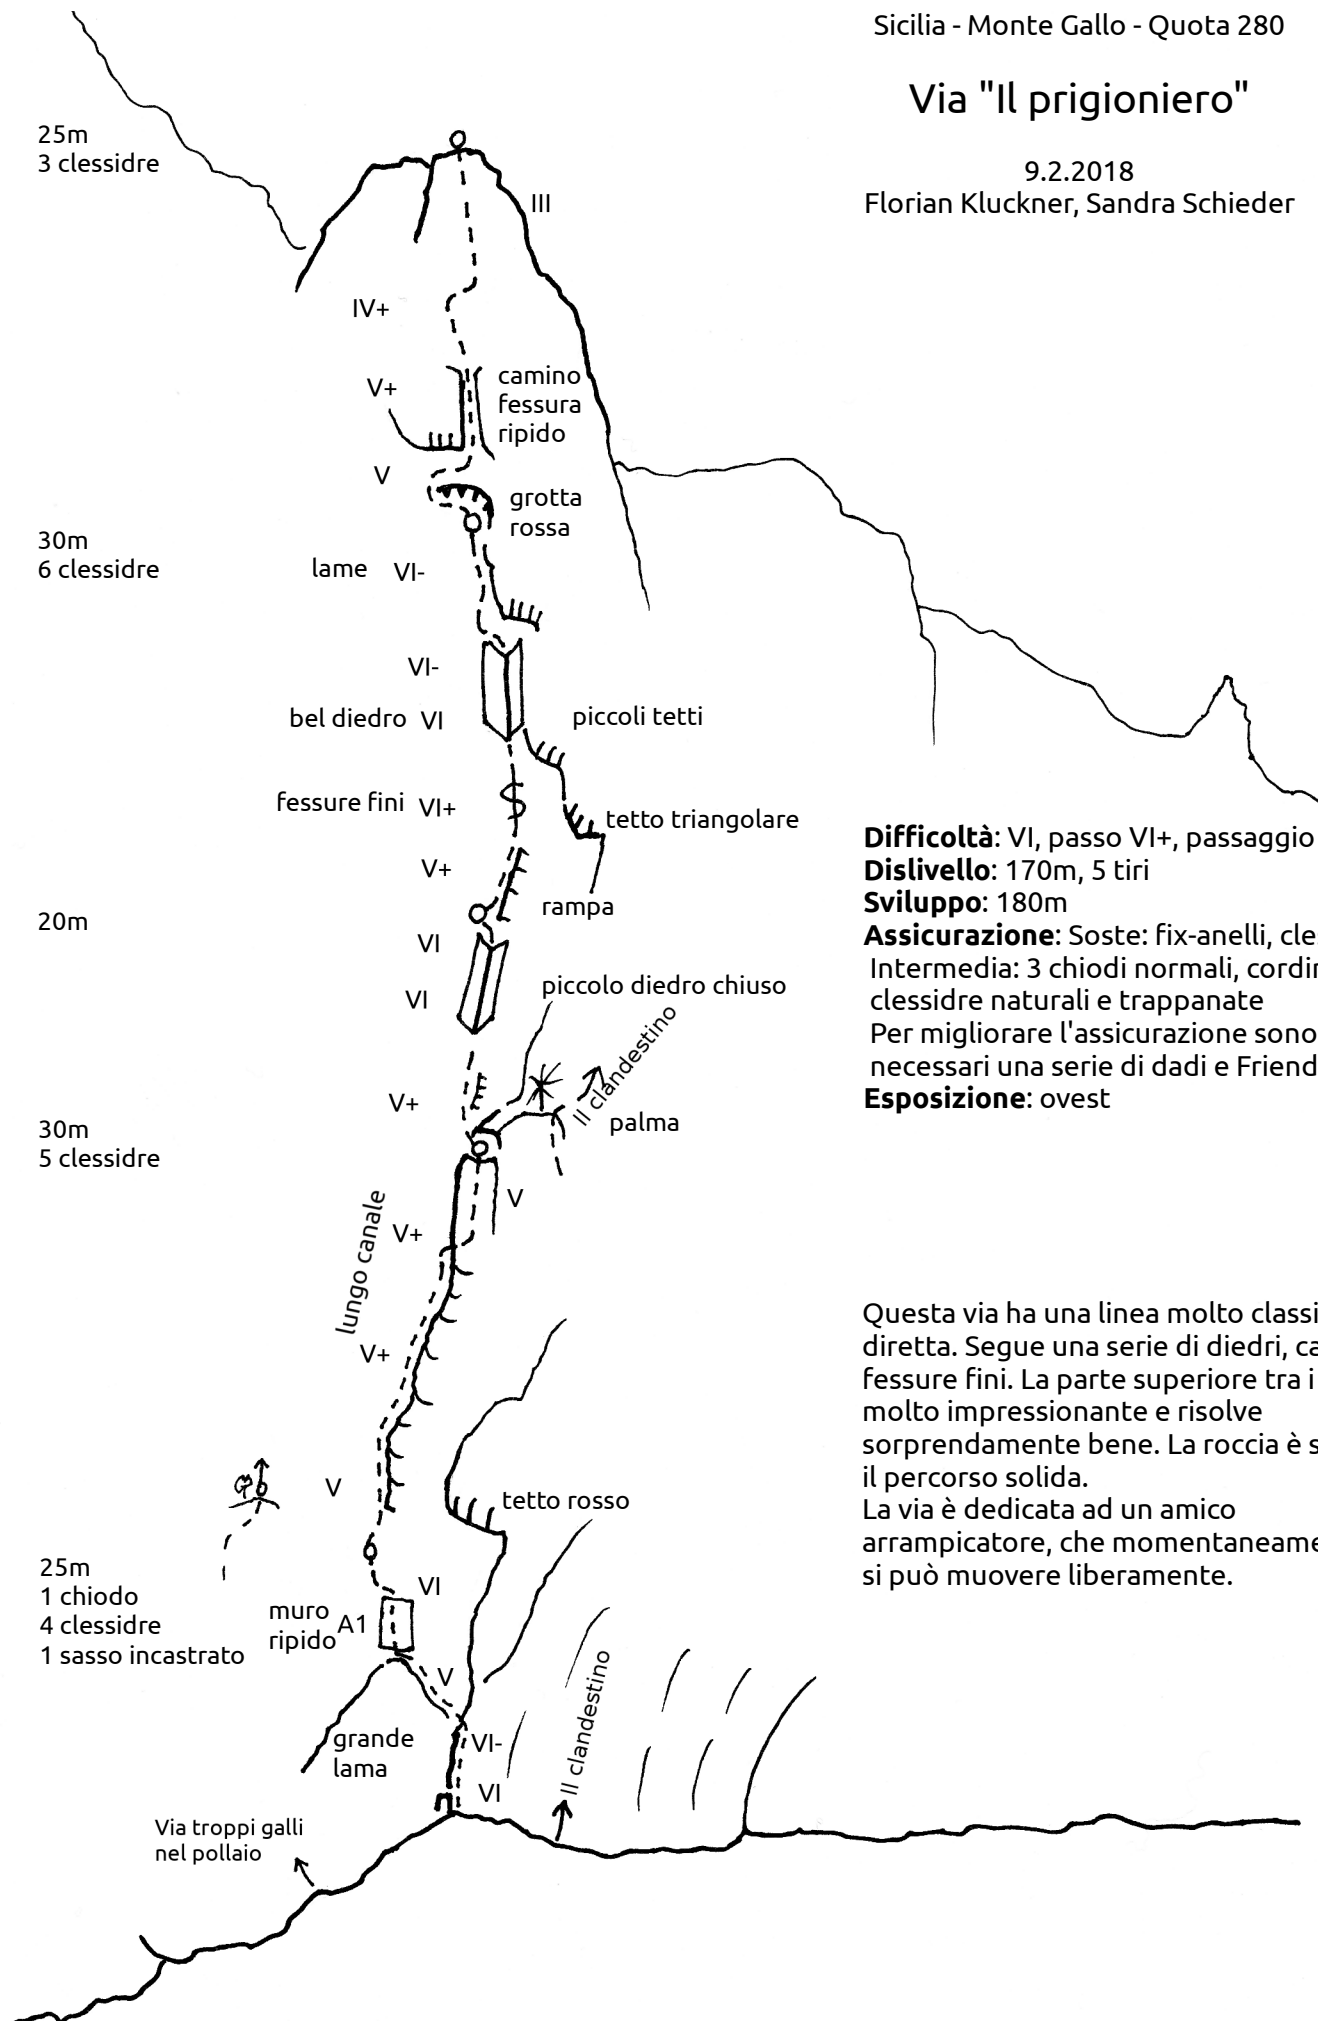 Sicilia - Monte Gallo - Quota 280
Via "Il prigioniero"
9.2.2018
Florian Kluckner, Sandra Schieder
25m
3 clessidre
III
IV+
V+
camino
fessura
ripido
V
grotta
rossa
30m
6 clessidre
lame VI-
VI-
bel diedro VI
piccoli tetti
fessure fini VI+
tetto triangolare
V+
rampa
20m
VI
VI
piccolo diedro chiuso
Il clandestino
V+
palma
30m
5 clessidre
V
V+
lungo canale
V+
V
tetto rosso
25m
1 chiodo
4 clessidre
1 sasso incastrato
VI
muro
ripido
A1
V
grande
lama
VI-
VI
Il clandestino
Via troppi galli
nel pollaio
Difficoltà: VI, passo VI+, passaggio
Dislivello: 170m, 5 tiri
Sviluppo: 180m
Assicurazione: Soste: fix-anelli,
Intermedia: 3 chiodi normali,
clessidre naturali e trappanate
Per migliorare l'assicurazione sono
necessari una serie di dadi e Friend
Esposizione: ovest
Questa via ha una linea molto
diretta. Segue una serie di diedri,
fessure fini. La parte superiore tra i
molto impressionante e risolve
sorprendamente bene. La roccia è
il percorso solida.
La via è dedicata ad un amico
arrampicatore, che
si può muovere liberamente.